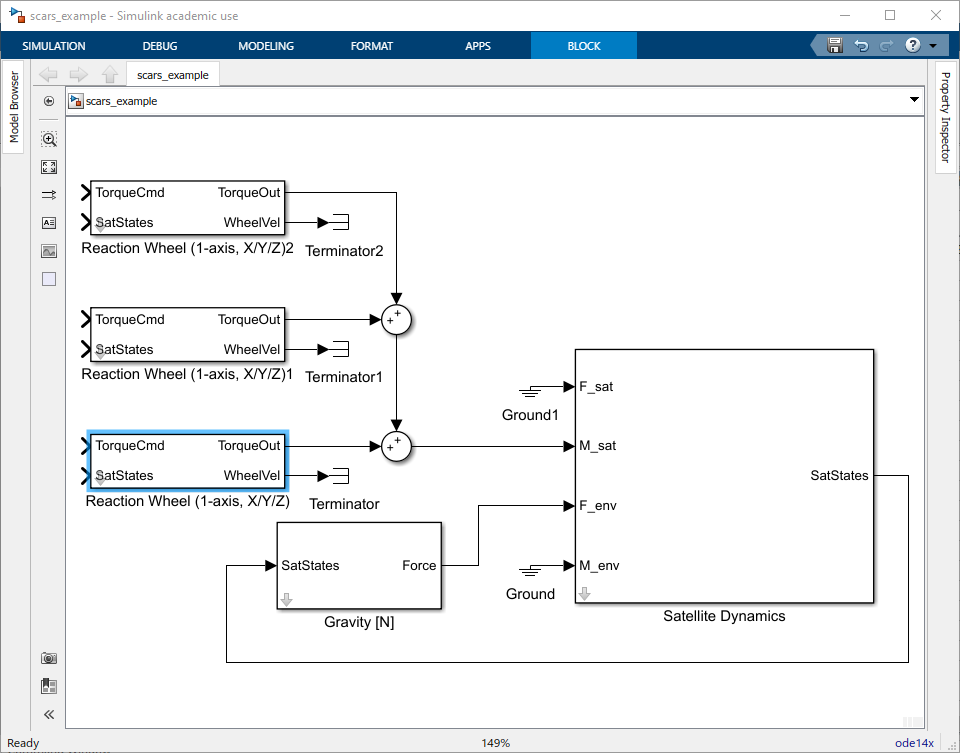 scars_example - Simulink academic use
SIMULATION DEBUG MODELING FORMAT APPS BLOCK
?
Model Browser
scars_example
Property Inspector
scars_example
TorqueCmd TorqueOut
SatStates WheelVel
Reaction Wheel (1-axis, X/Y/Z)2
Terminator2
TorqueCmd TorqueOut
+ +
SatStates WheelVel
Reaction Wheel (1-axis, X/Y/Z)1
Terminator1
F_sat
Ground1
TorqueCmd TorqueOut
+ +
M_sat
SatStates WheelVel
SatStates
Reaction Wheel (1-axis, X/Y/Z)
Terminator
F_env
SatStates Force
M_env
Ground
Satellite Dynamics
Gravity [N]
Ready 149% ode14x